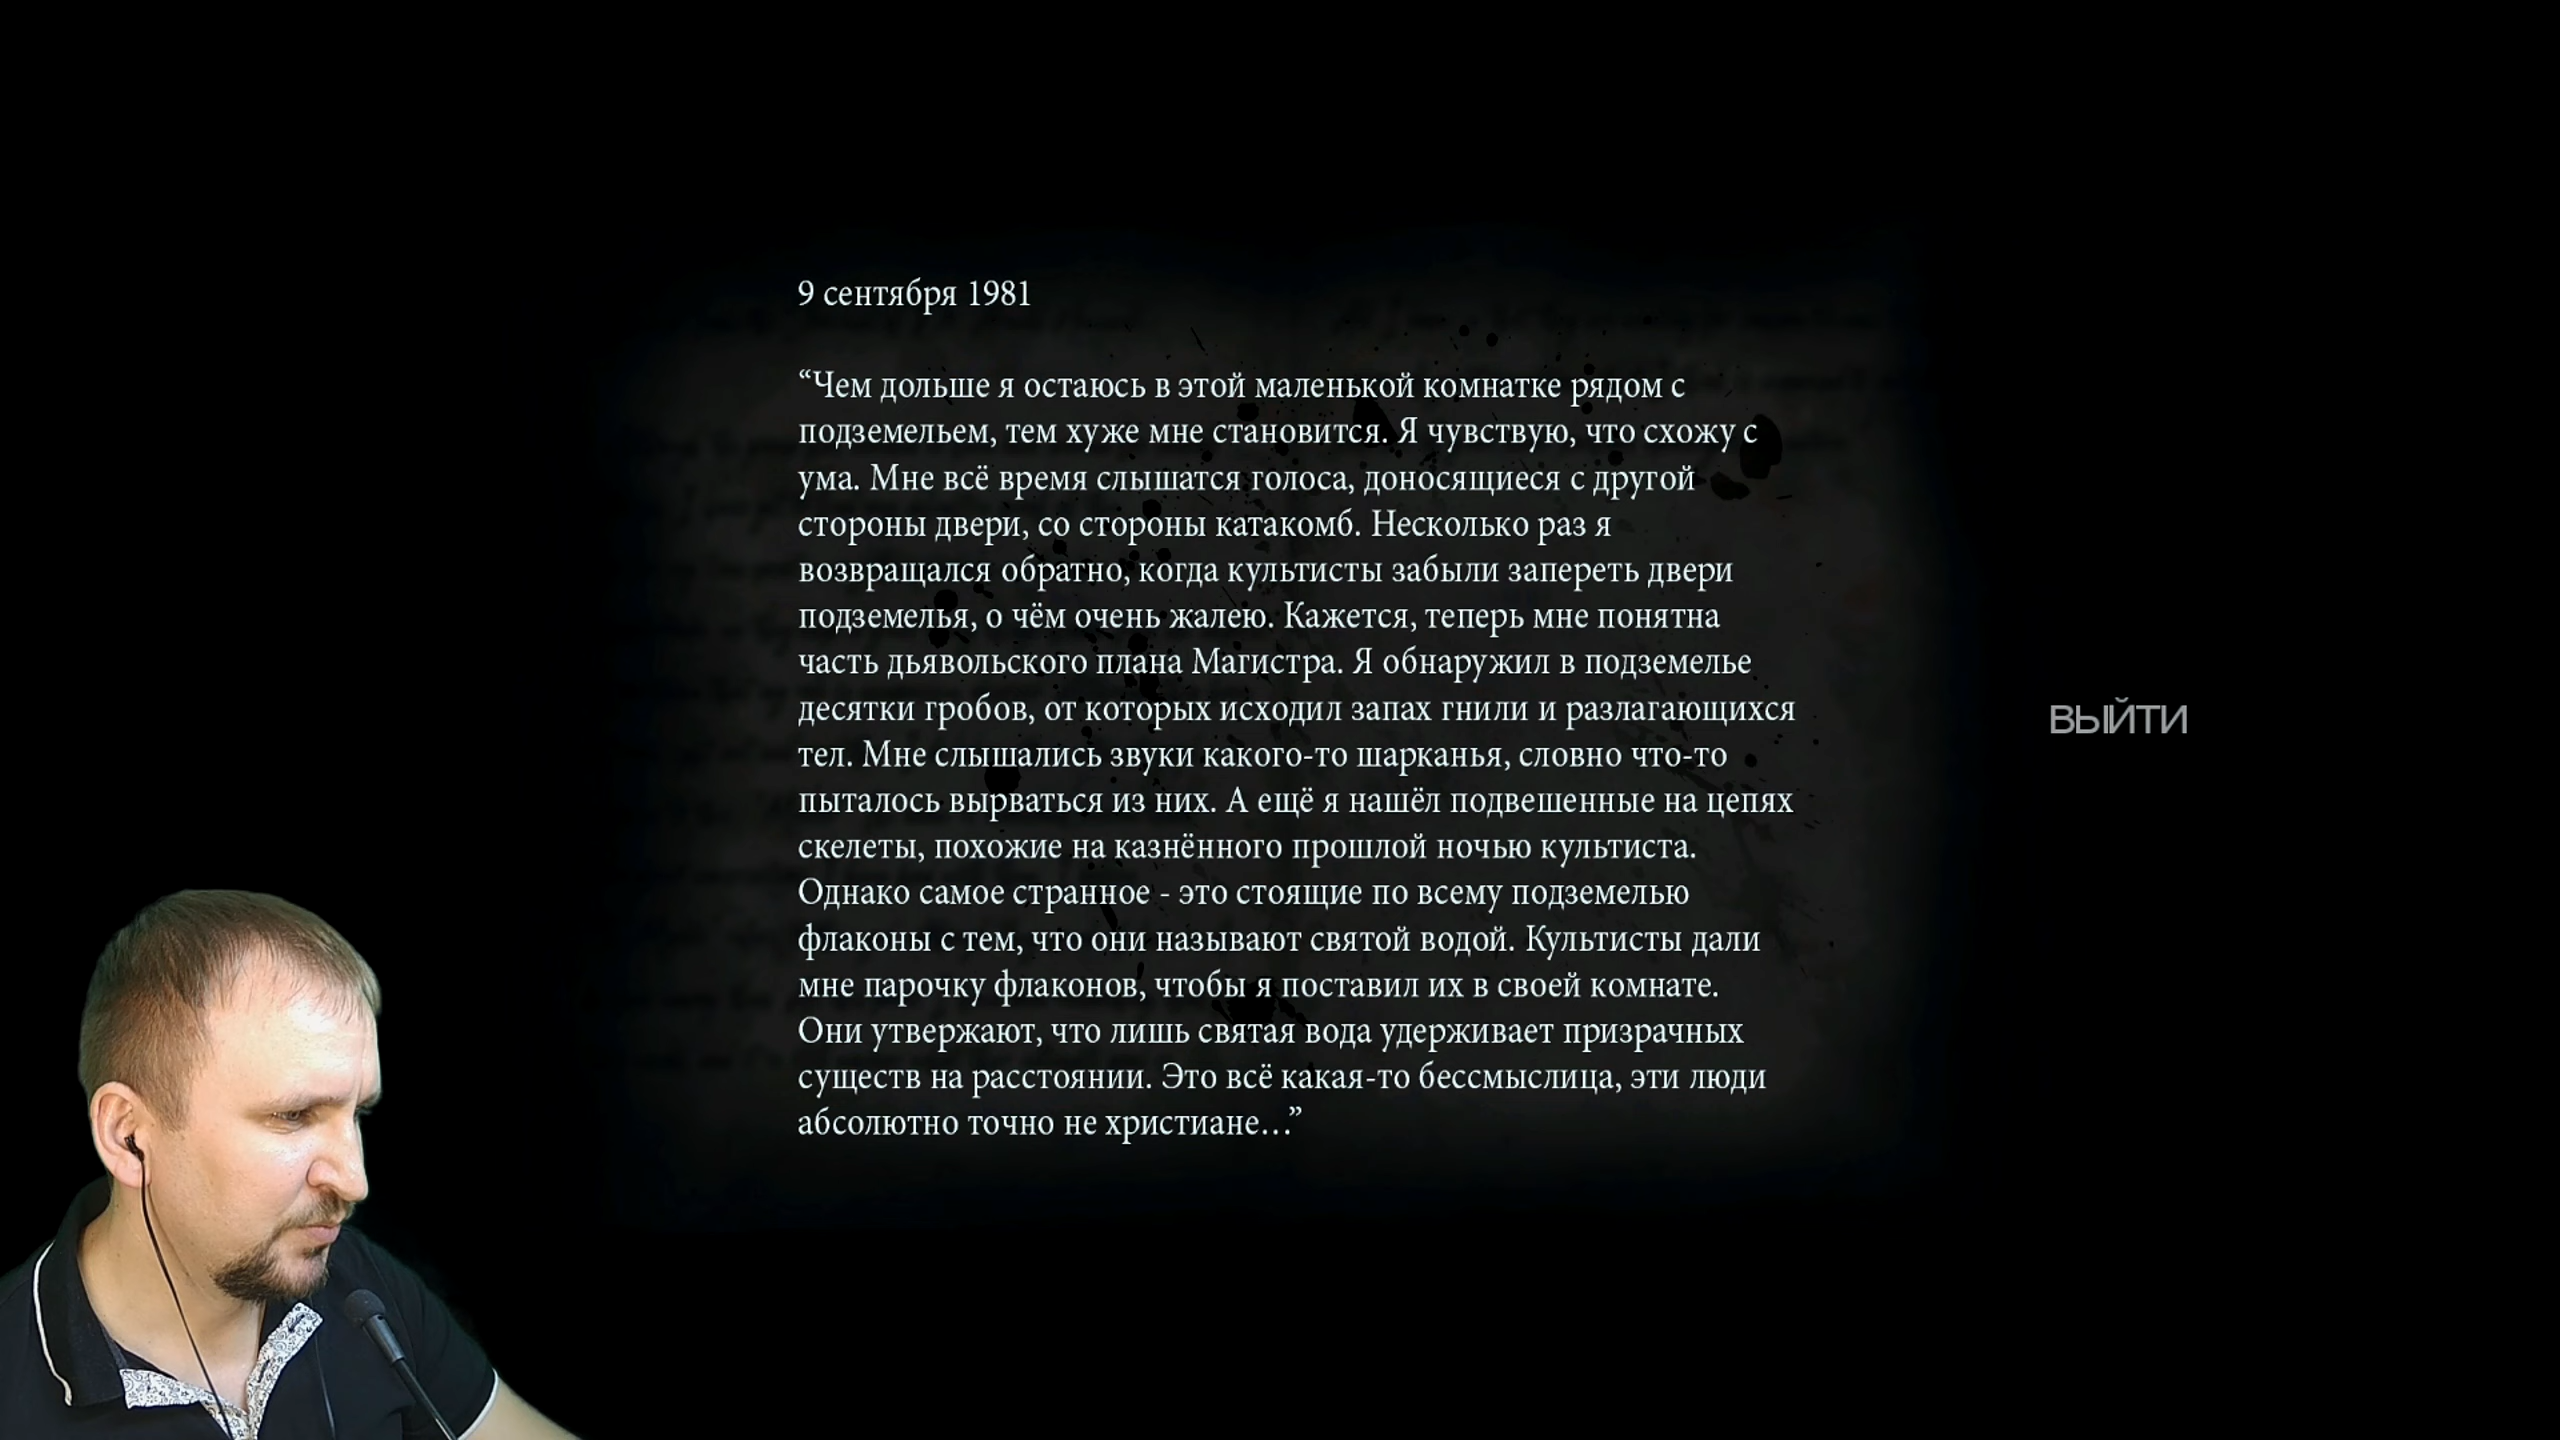 9 сентября 1981
“Чем дольше я остаюсь в этой маленькой комнатке рядом с
подземельем, тем хуже мне становится. Я чувствую, что схожу с
ума. Мне всё время слышатся голоса, доносящиеся с другой
стороны двери, со стороны катакомб. Несколько раз я
возвращался обратно, когда культисты забыли запереть двери
подземелья, о чём очень жалею. Кажется, теперь мне понятна
часть дьявольского плана Магистра. Я обнаружил в подземелье
десятки гробов, от которых исходил запах гнили и разлагающихся
тел. Мне слышались звуки какого-то шарканья, словно что-то
пыталось вырваться из них. А ещё я нашёл подвешенные на цепях
скелеты, похожие на казнённого прошлой ночью культиста.
Однако самое странное - это стоящие по всему подземелью
флаконы с тем, что они называют святой водой. Культисты дали
мне парочку флаконов, чтобы я поставил их в своей комнате.
Они утверждают, что лишь святая вода удерживает призрачных
существ на расстоянии. Это всё какая-то бессмыслица, эти люди
абсолютно точно не христиане…”
ВЫЙТИ